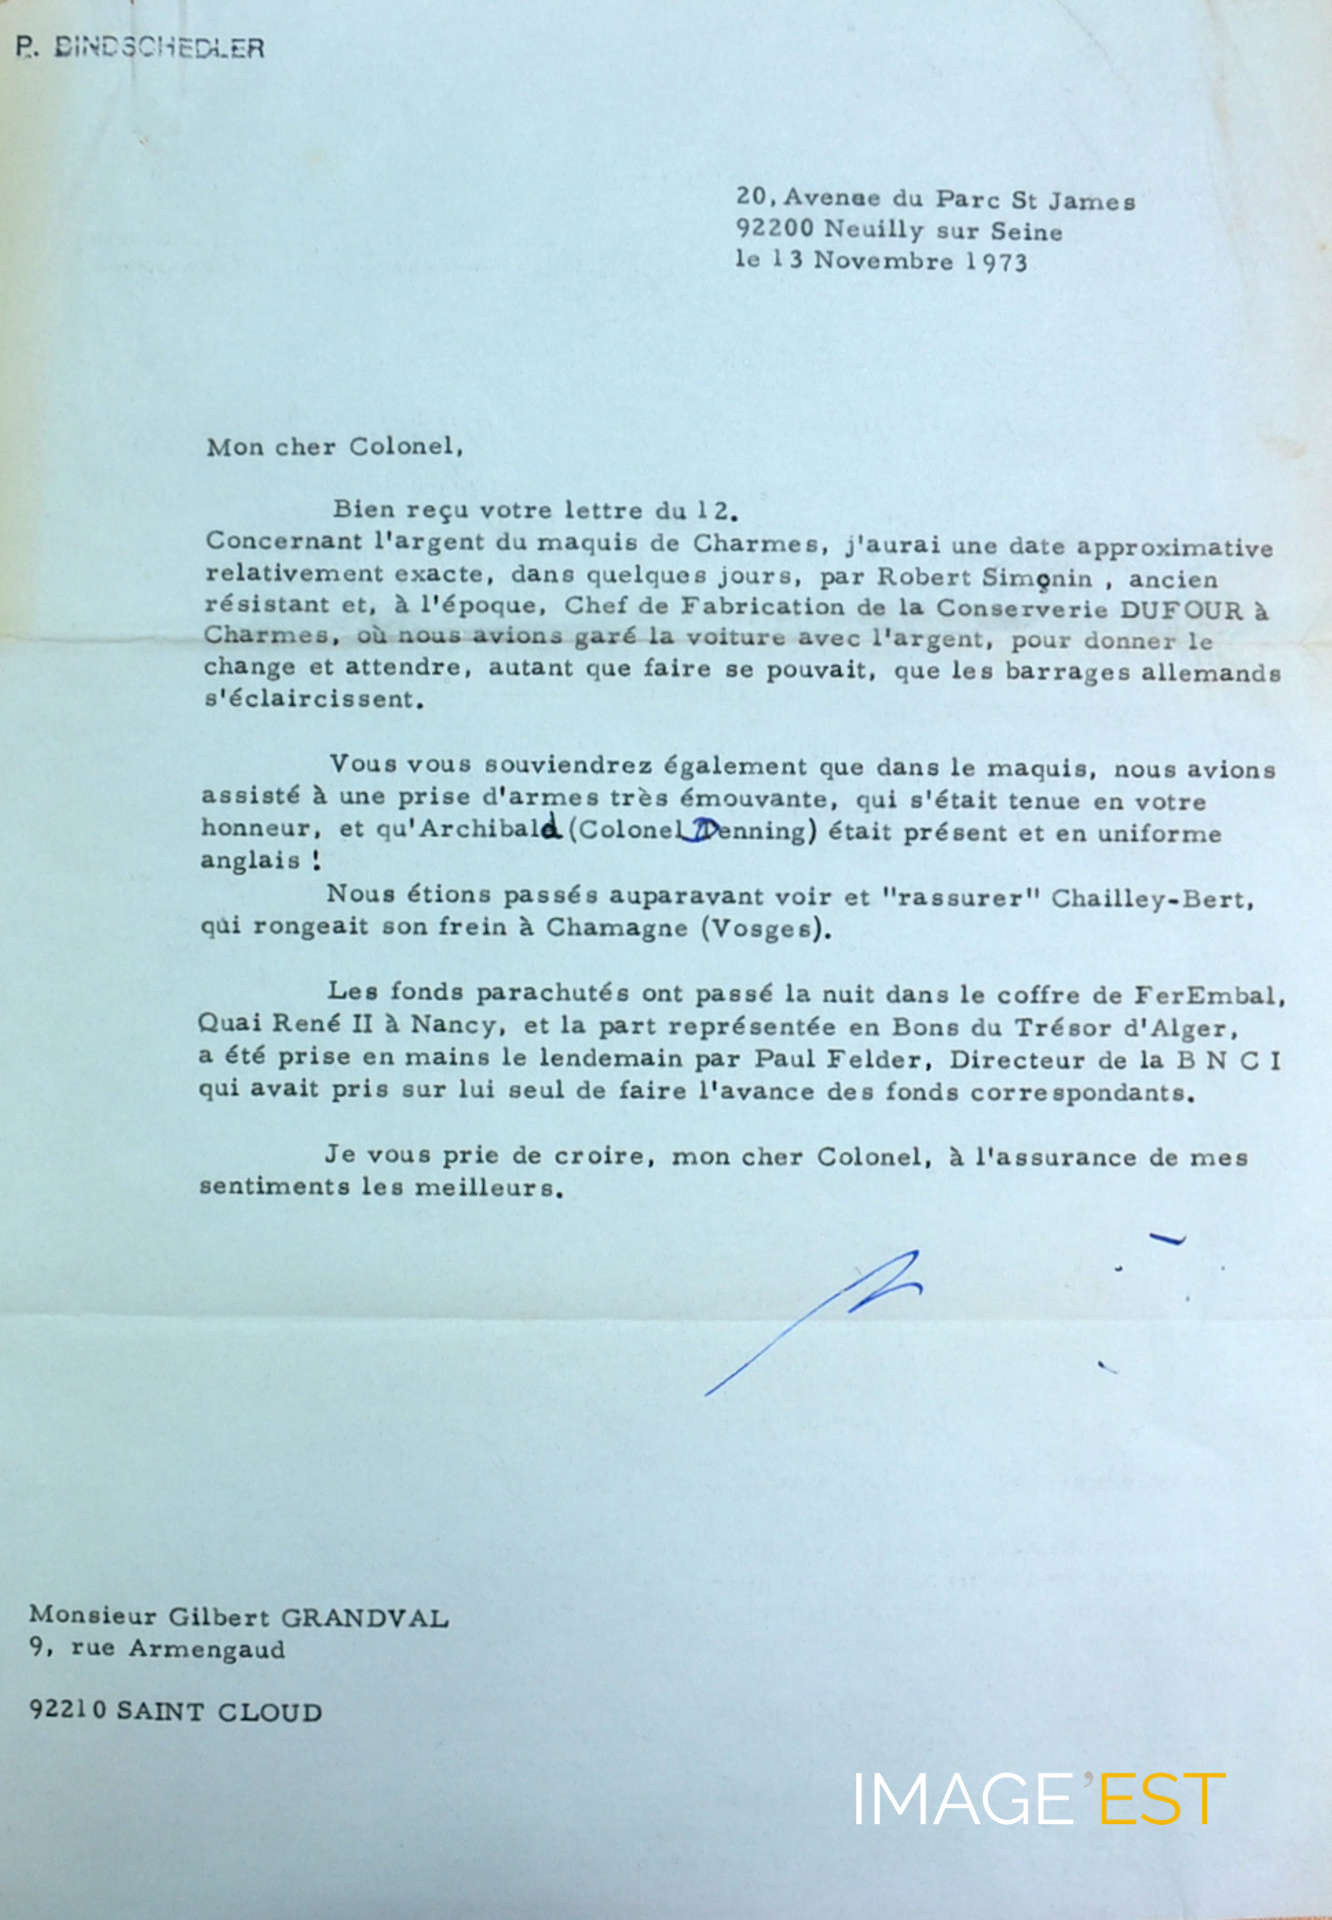 P. BINDSCHEDLER
20, Avenue du Parc St James
92200 Neuilly sur Seine
le 13 Novembre 1973
Mon cher Colonel,
Bien reçu votre lettre du 12.
Concernant l'argent du maquis de Charmes, j'aurai une date approximative
relativement exacte, dans quelques jours, par Robert Simonin , ancien
résistant et, à l'époque, Chef de Fabrication de la Conserverie DUFOUR à
Charmes, où nous avions garé la voiture avec l'argent, pour donner le
change et attendre, autant que faire se pouvait, que les barrages allemands
s'éclaircissent.
Vous vous souviendrez également que dans le maquis, nous avions
assisté à une prise d'armes très émouvante, qui s'était tenue en votre
honneur, et qu'Archibald (Colonel Denning) était présent et en uniforme
anglais !
Nous étions passés auparavant voir et "rassurer" Chailley-Bert,
qui rongeait son frein à Chamagne (Vosges).
Les fonds parachutés ont passé la nuit dans le coffre de FerEmbal,
Quai René II à Nancy, et la part représentée en Bons du Trésor d'Alger,
a été prise en mains le lendemain par Paul Felder, Directeur de la B N C I
qui avait pris sur lui seul de faire l'avance des fonds correspondants.
Je vous prie de croire, mon cher Colonel, à l'assurance de mes
sentiments les meilleurs.
Monsieur Gilbert GRANDVAL
9, rue Armengaud
92210 SAINT CLOUD
IMAGE'EST